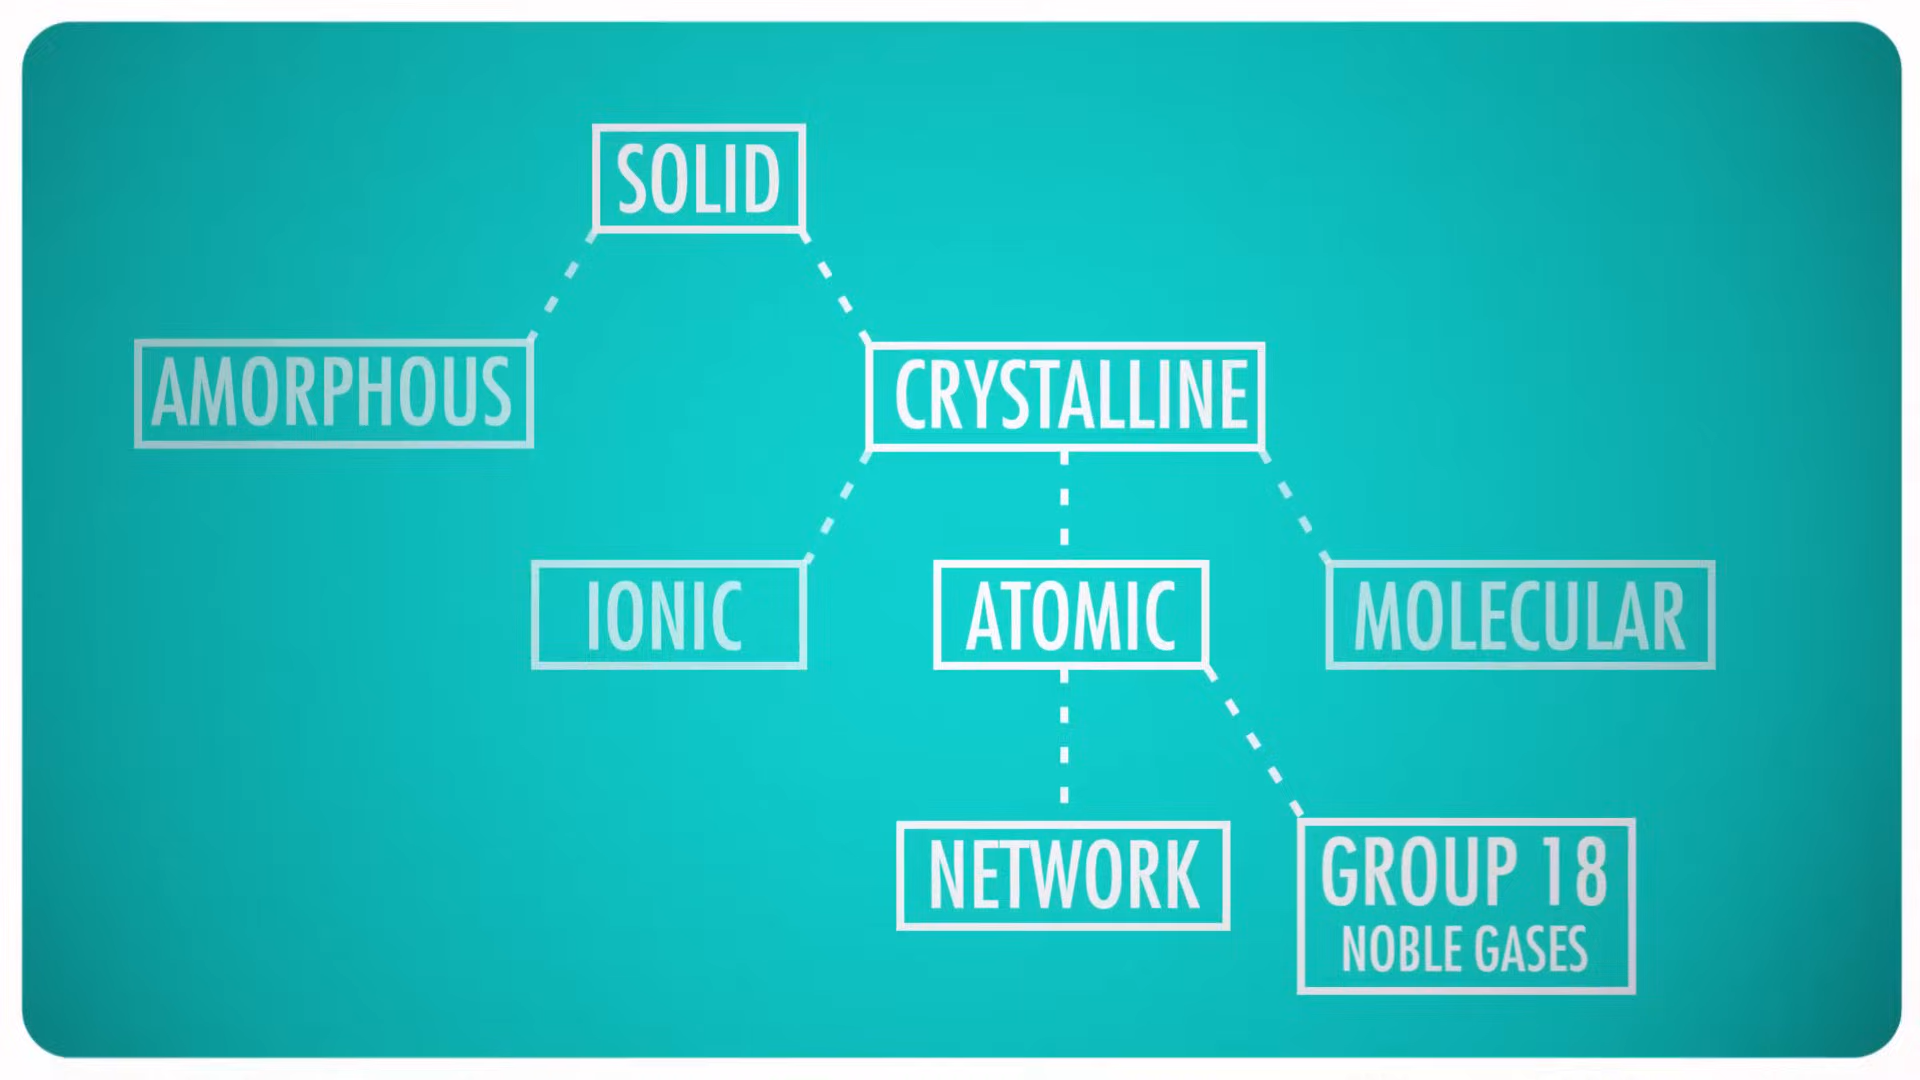 SOLID
AMORPHOUS
CRYSTALLINE
IONIC
ATOMIC
MOLECULAR
NETWORK
GROUP 18
NOBLE GASES